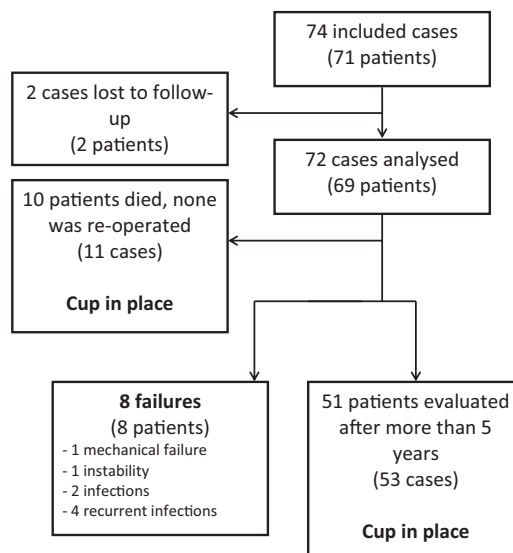 74 included cases
(71 patients)
2 cases lost to follow-
up
(2 patients)
72 cases analysed
(69 patients)
10 patients died, none
was re-operated
(11 cases)
Cup in place
8 failures
(8 patients)
- 1 mechanical failure
- 1 instability
- 2 infections
- 4 recurrent infections
51 patients evaluated
after more than 5
years
(53 cases)
Cup in place